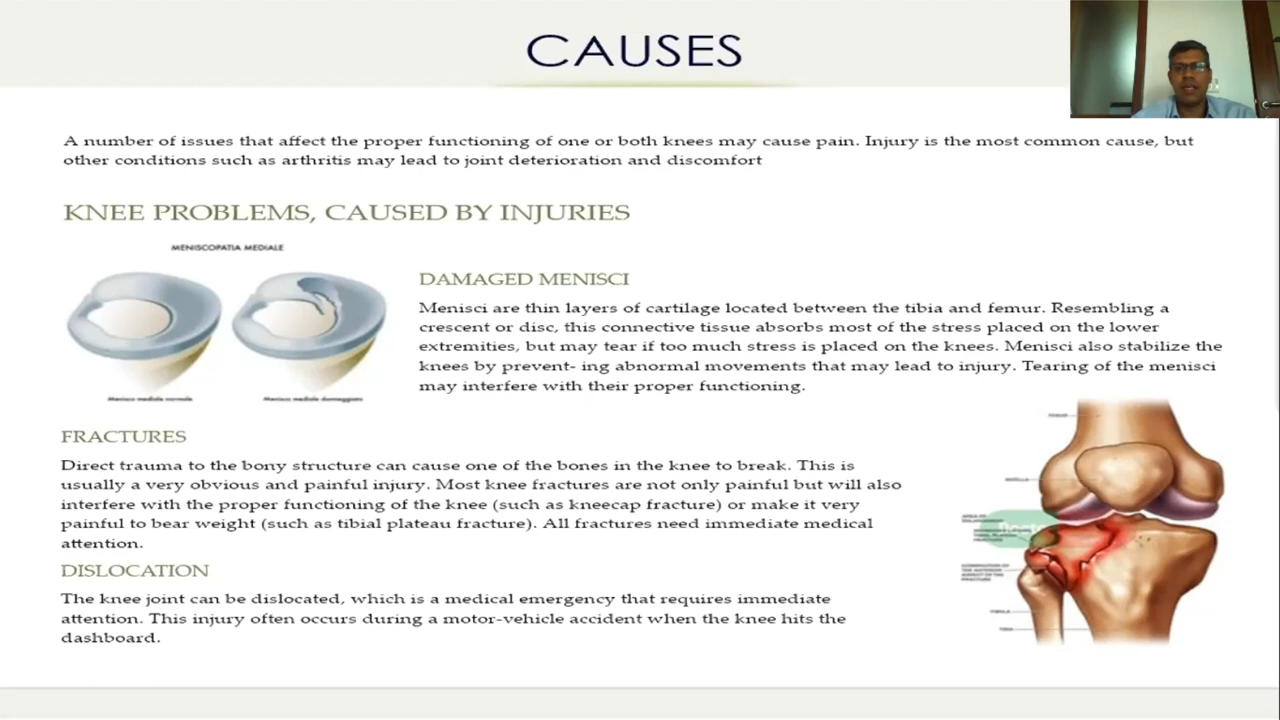 CAUSES
A number of issues that affect the proper functioning of one or both knees may cause pain. Injury is the most common cause, but
other conditions such as arthritis may lead to joint deterioration and discomfort
KNEE PROBLEMS, CAUSED BY INJURIES
MENISCOPATIA MEDIALE
Menisco mediale normale
Menisco mediale danneggiato
DAMAGED MENISCI
Menisci are thin layers of cartilage located between the tibia and femur. Resembling a
crescent or disc, this connective tissue absorbs most of the stress placed on the lower
extremities, but may tear if too much stress is placed on the knees. Menisci also stabilize the
knees by prevent- ing abnormal movements that may lead to injury. Tearing of the menisci
may interfere with their proper functioning.
FRACTURES
Direct trauma to the bony structure can cause one of the bones in the knee to break. This is
usually a very obvious and painful injury. Most knee fractures are not only painful but will also
interfere with the proper functioning of the knee (such as kneecap fracture) or make it very
painful to bear weight (such as tibial plateau fracture). All fractures need immediate medical
attention.
DISLOCATION
The knee joint can be dislocated, which is a medical emergency that requires immediate
attention. This injury often occurs during a motor-vehicle accident when the knee hits the
dashboard.
FEMUR
PATELLA
FIBULA
TIBIA